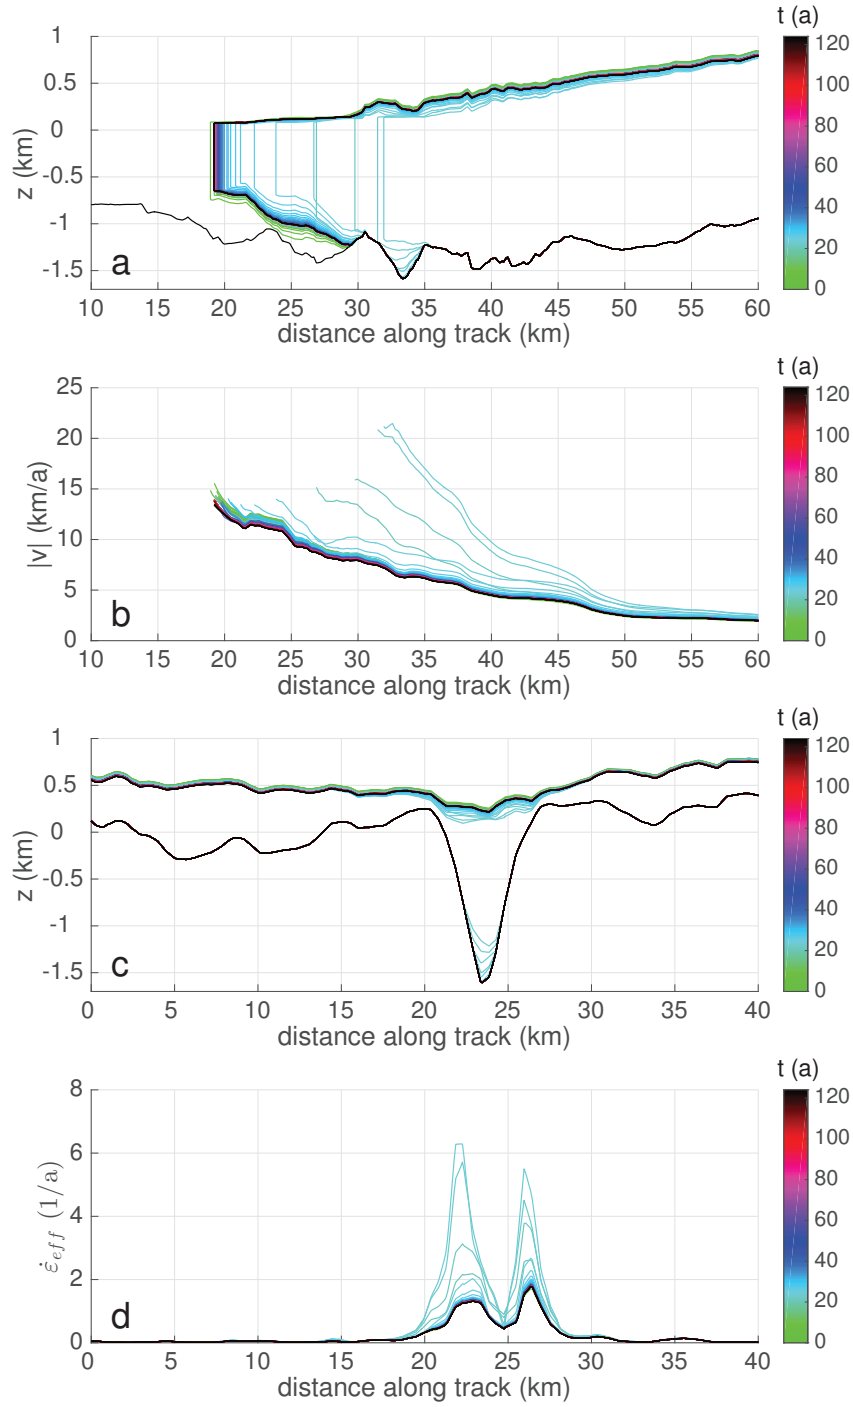 t (a)
1
0.5
0
-0.5
-1
-1.5
z (km)
a
10 15 20 25 30 35 40 45 50 55 60
distance along track (km)
120
100
80
60
40
20
0
t (a)
25
20
15
10
5
0
|v| (km/a)
b
10 15 20 25 30 35 40 45 50 55 60
distance along track (km)
120
100
80
60
40
20
0
t (a)
1
0.5
0
-0.5
-1
-1.5
z (km)
c
0 5 10 15 20 25 30 35 40
distance along track (km)
120
100
80
60
40
20
0
t (a)
8
6
4
2
0
ε̇eff (1/a)
d
0 5 10 15 20 25 30 35 40
distance along track (km)
120
100
80
60
40
20
0